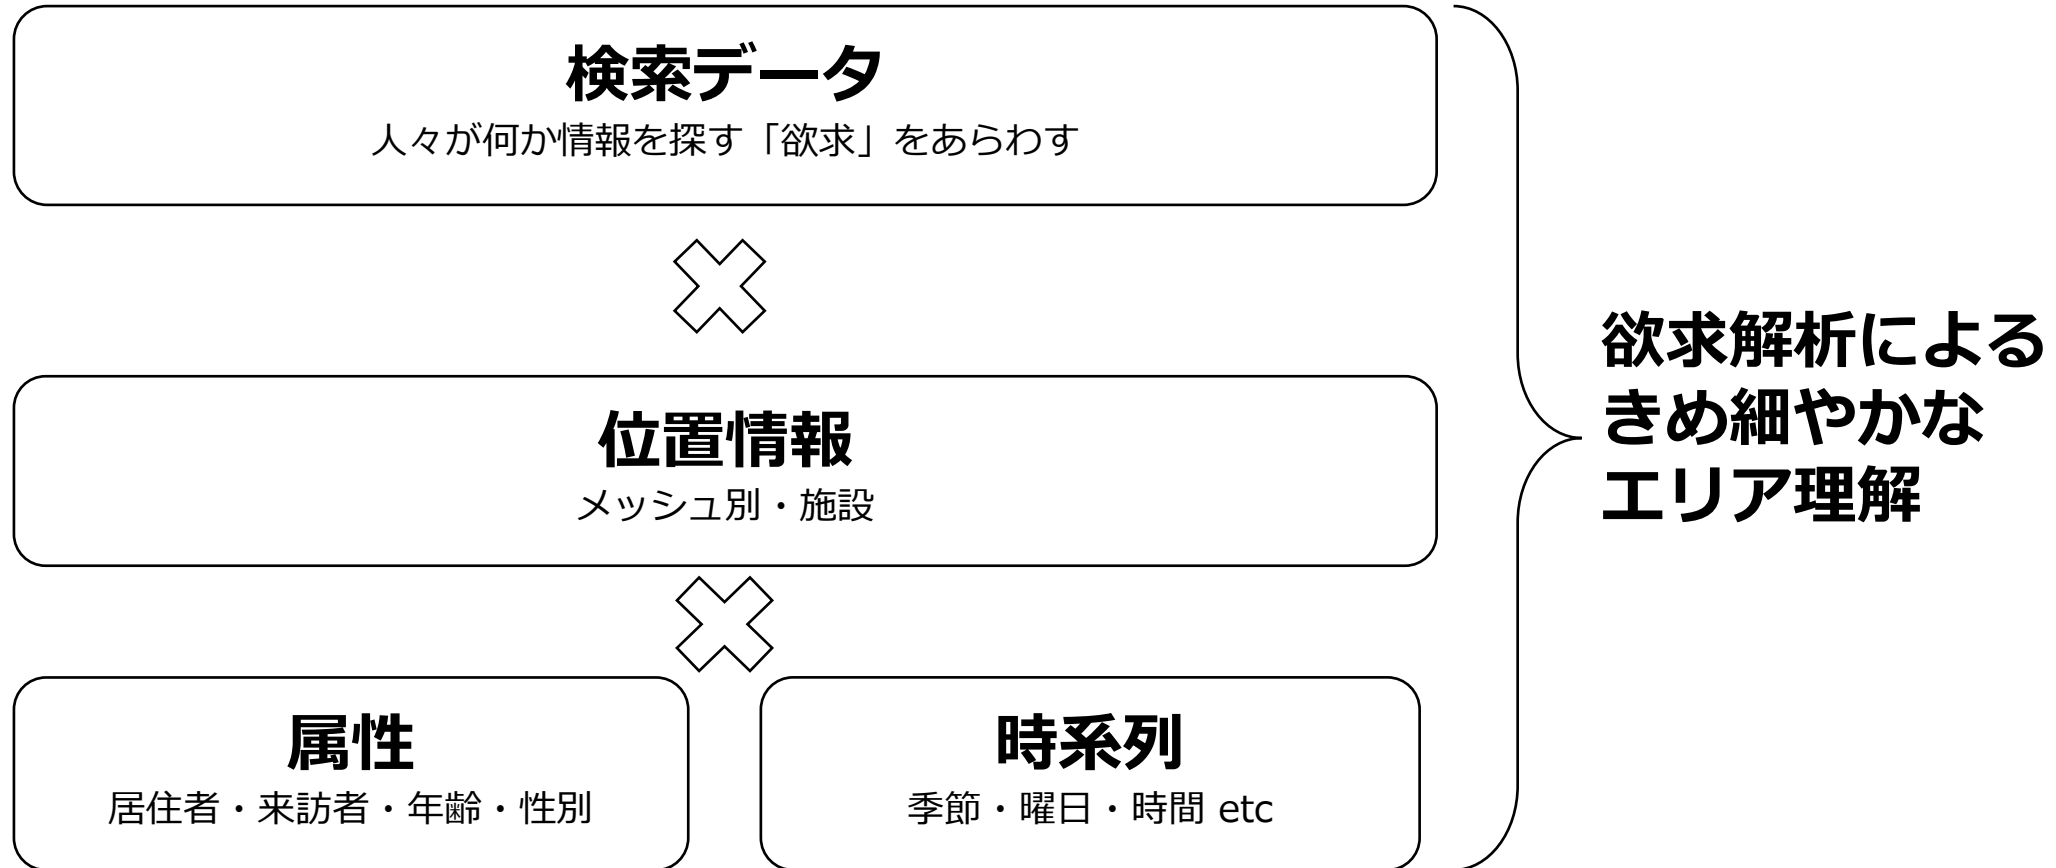 検索データ
人々が何か情報を探す「欲求」をあらわす
位置情報
メッシュ別・施設
属性
居住者・来訪者・年齢・性別
時系列
季節・曜日・時間 etc
欲求解析による
きめ細やかな
エリア理解